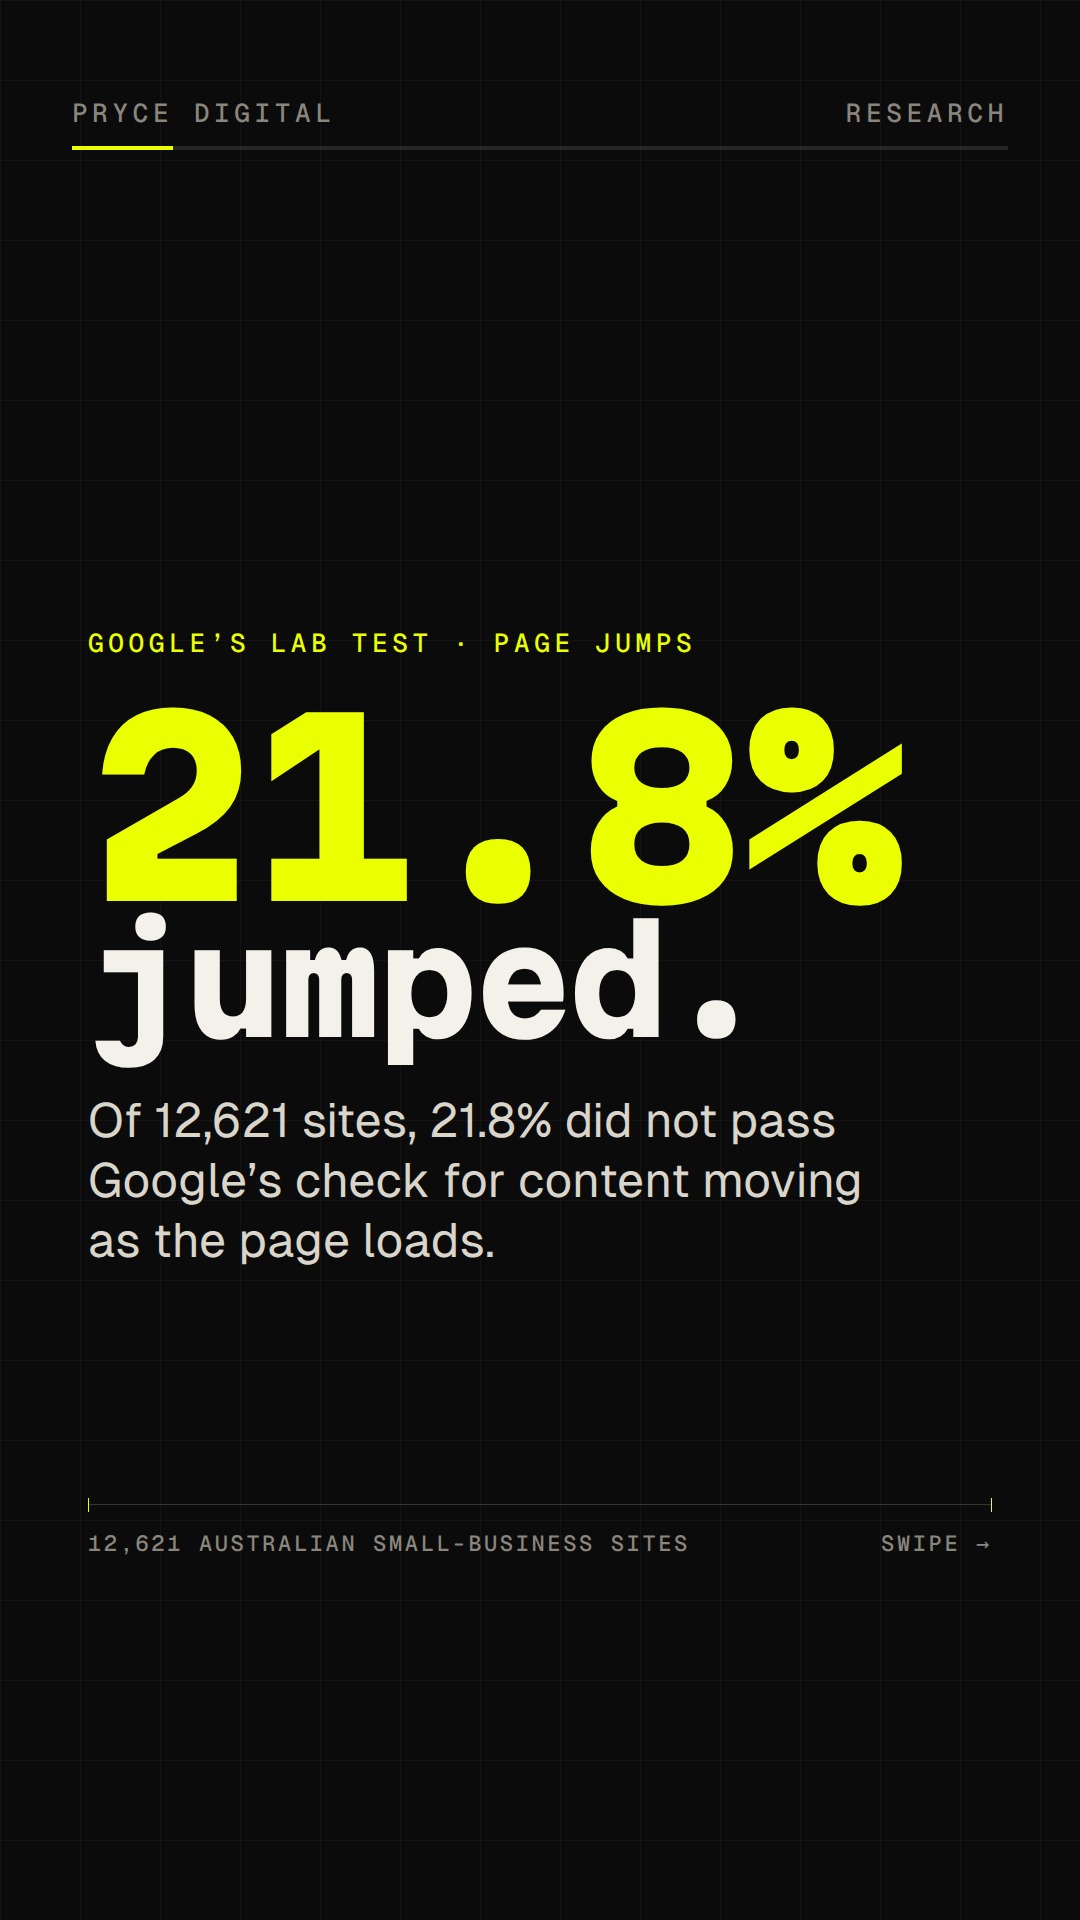 PRYCE DIGITAL
RESEARCH
GOOGLE’S LAB TEST · PAGE JUMPS
21.8%
jumped.
Of 12,621 sites, 21.8% did not pass
Google’s check for content moving
as the page loads.
12,621 AUSTRALIAN SMALL-BUSINESS SITES
SWIPE →